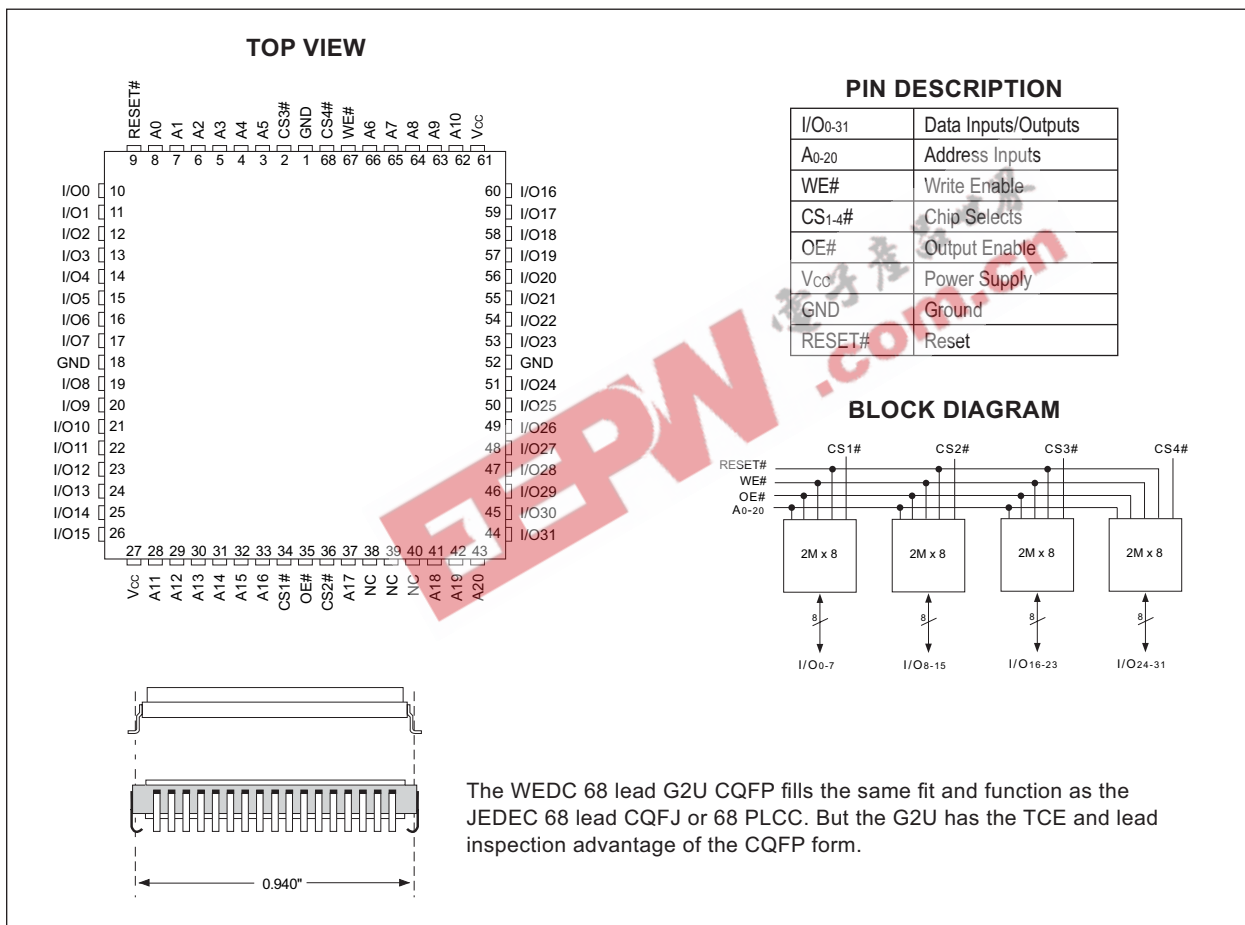 TOP VIEW
RESET#
A0
A1
A2
A3
A4
A5
CS3#
GND
CS4#
WE#
A6
A7
A8
A9
A10
Vcc
9 8 7 6 5 4 3 2 1 68 67 66 65 64 63 62 61
I/O0 10
I/O1 11
I/O2 12
I/O3 13
I/O4 14
I/O5 15
I/O6 16
I/O7 17
GND 18
I/O8 19
I/O9 20
I/O10 21
I/O11 22
I/O12 23
I/O13 24
I/O14 25
I/O15 26
60 I/O16
59 I/O17
58 I/O18
57 I/O19
56 I/O20
55 I/O21
54 I/O22
53 I/O23
52 GND
51 I/O24
50 I/O25
49 I/O26
48 I/O27
47 I/O28
46 I/O29
45 I/O30
44 I/O31
27 28 29 30 31 32 33 34 35 36 37 38 39 40 41 42 43
Vcc
A11
A12
A13
A14
A15
A16
CS1#
OE#
CS2#
A17
NC
NC
NC
A18
A19
A20
PIN DESCRIPTION
I/O0-31 Data Inputs/Outputs
A0-20 Address Inputs
WE# Write Enable
CS1-4# Chip Selects
OE# Output Enable
Vcc Power Supply
GND Ground
RESET# Reset
BLOCK DIAGRAM
CS1# CS2# CS3# CS4#
RESET#
WE#
OE#
A0-20
2M x 8 2M x 8 2M x 8 2M x 8
8 8 8 8
I/O0-7 I/O8-15 I/O16-23 I/O24-31
0.940"
The WEDC 68 lead G2U CQFP fills the same fit and function as the
JEDEC 68 lead CQFJ or 68 PLCC. But the G2U has the TCE and lead
inspection advantage of the CQFP form.
EEPW
.com.cn
電子產品世界